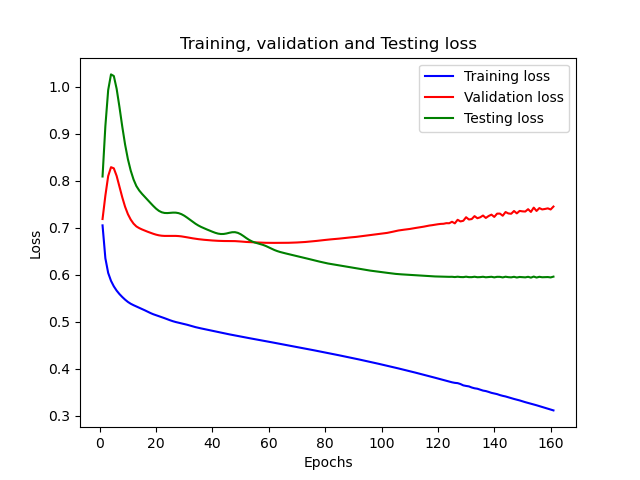 Training, validation and Testing loss
Training loss
Validation loss
Testing loss
Loss
1.0
0.9
0.8
0.7
0.6
0.5
0.4
0.3
0 20 40 60 80 100 120 140 160
Epochs